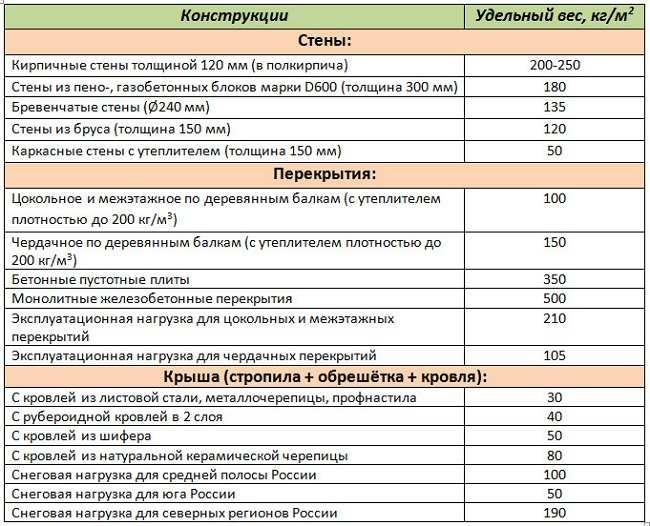 Конструкции Удельный вес, кг/м²
Стены:
Кирпичные стены толщиной 120 мм (в полкирпича) 200-250
Стены из пено-, газобетонных блоков марки D600 (толщина 300 мм) 180
Бревенчатые стены (Ø240 мм) 135
Стены из бруса (толщина 150 мм) 120
Каркасные стены с утеплителем (толщина 150 мм) 50
Перекрытия:
Цокольное и межэтажное по деревянным балкам (с утеплителем 100
плотностью до 200 кг/м³)
Чердачное по деревянным балкам (с утеплителем плотностью до 150
200 кг/м³)
Бетонные пустотные плиты 350
Монолитные железобетонные перекрытия 500
Эксплуатационная нагрузка для цокольных и межэтажных 210
перекрытий
Эксплуатационная нагрузка для чердачных перекрытий 105
Крыша (стропила + обрешётка + кровля):
С кровлей из листовой стали, металлочерепицы, профнастила 30
С рубероидной кровлей в 2 слоя 40
С кровлей из шифера 50
С кровлей из натуральной керамической черепицы 80
Снеговая нагрузка для средней полосы России 100
Снеговая нагрузка для юга России 50
Снеговая нагрузка для северных регионов России 190